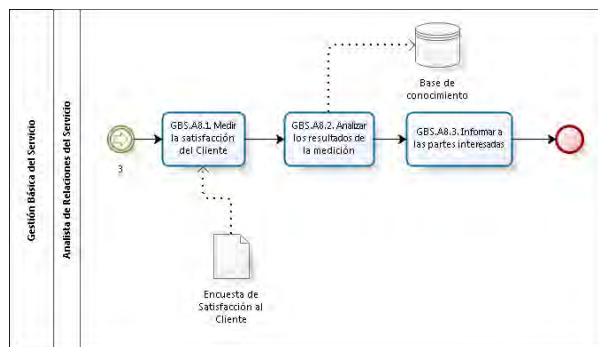 Gestión Básica del Servicio
Analista de Relaciones del Servicio
3
GBS.A8.1. Medir
la satisfacción
del Cliente
GBS.A8.2. Analizar
los resultados de
la medición
GBS.A8.3. Informar a
las partes interesadas
Base de
conocimiento
Encuesta de
Satisfacción al
Cliente